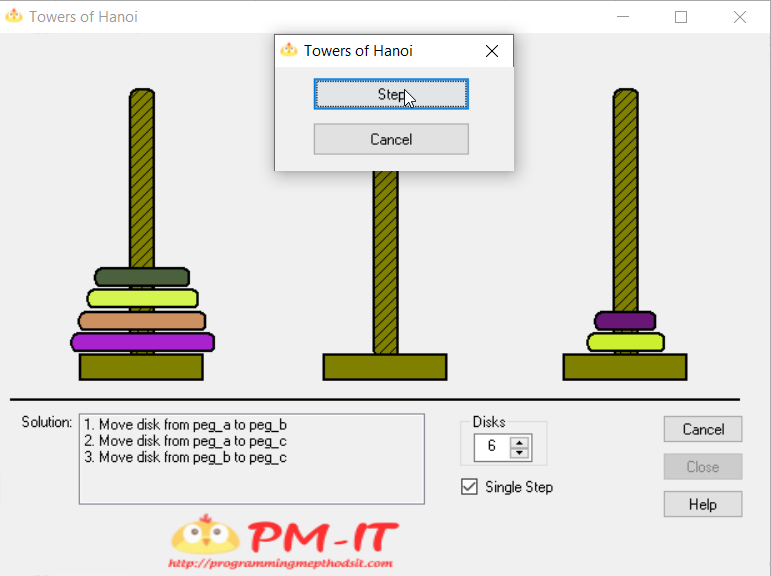 Towers of Hanoi
Towers of Hanoi
Step
Cancel
Solution:
1. Move disk from peg_a to peg_b
2. Move disk from peg_a to peg_c
3. Move disk from peg_b to peg_c
Disks
6
Single Step
Cancel
Close
Help
PM-IT
http://programmingmepthodsit.com